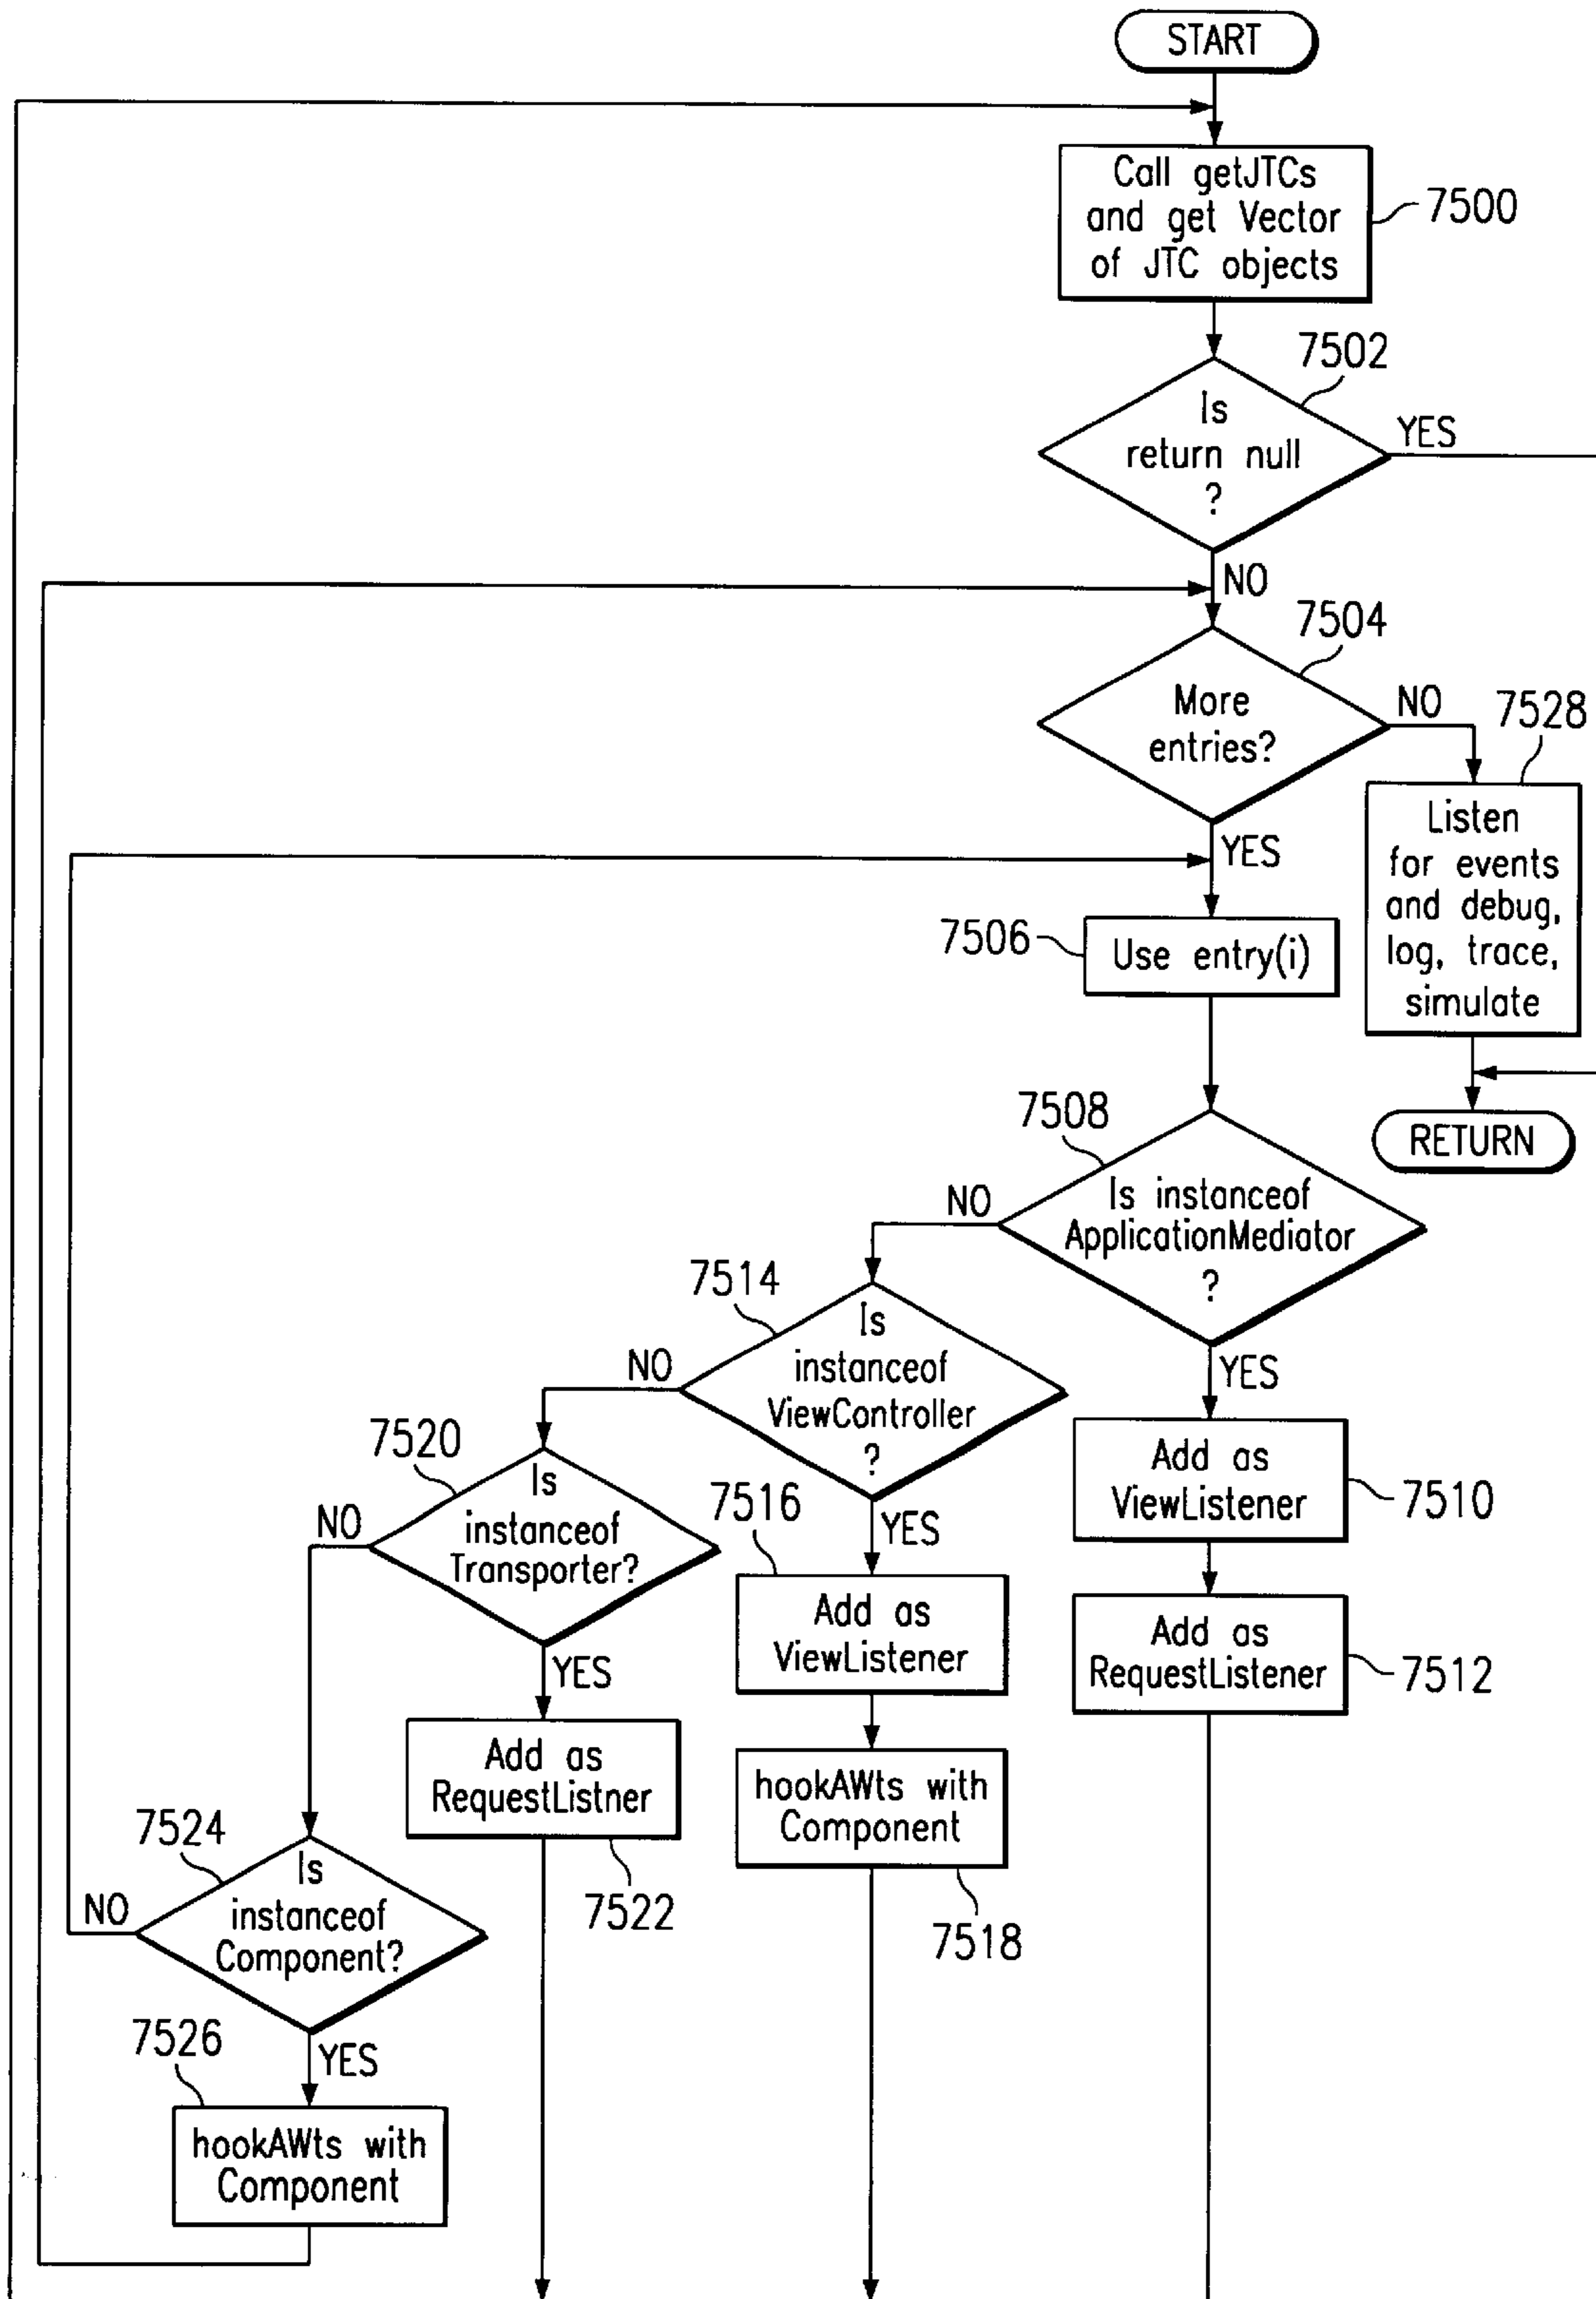 START
Call getJTCs
and get Vector
of JTC objects
7500
7502
Is
return null
?
YES
NO
7504
More
entries?
NO
7528
YES
Listen
for events
and debug,
log, trace,
simulate
7506
Use entry(i)
RETURN
7508
Is instanceof
ApplicationMediator
?
NO
YES
7514
Is
instanceof
ViewController
?
NO
YES
Add as
ViewListener
7510
7520
Is
instanceof
Transporter?
NO
YES
7516
Add as
ViewListener
Add as
RequestListener
7512
Add as
RequestListner
7522
hookAWts with
Component
7518
7524
Is
instanceof
Component?
NO
YES
7526
hookAWts with
Component